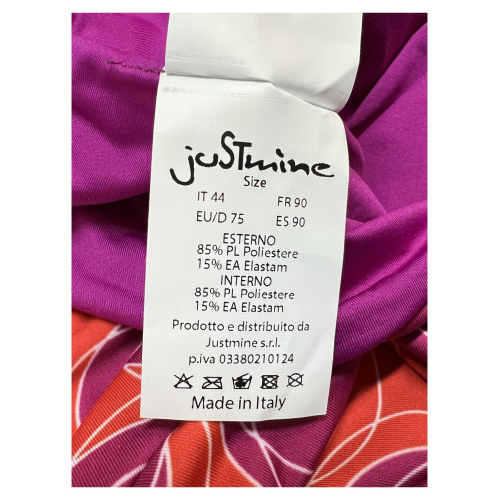 juSTmine
Size
IT 44 FR 90
EU/D 75 ES 90
ESTERNO
85% PL Poliestere
15% EA Elastam
INTERNO
85% PL Poliestere
15% EA Elastam
Prodotto e distribuito da
Justmine s.r.l.
p.iva 03380210124
Made in Italy